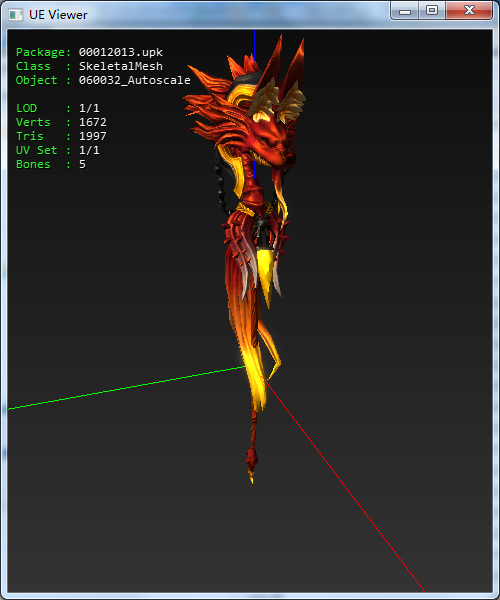 UE Viewer
Package: 00012013.upk
Class : SkeletalMesh
Object : 060032_Autoscale
LOD : 1/1
Verts : 1672
Tris : 1997
UV Set : 1/1
Bones : 5